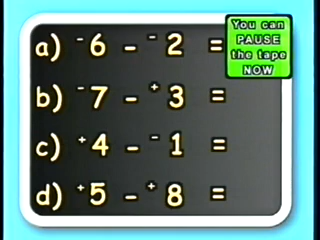 You can
PAUSE
the tape
NOW
a) ⁻6 - ⁻2 =
b) ⁻7 - ⁺3 =
c) ⁺4 - ⁻1 =
d) ⁺5 - ⁺8 =